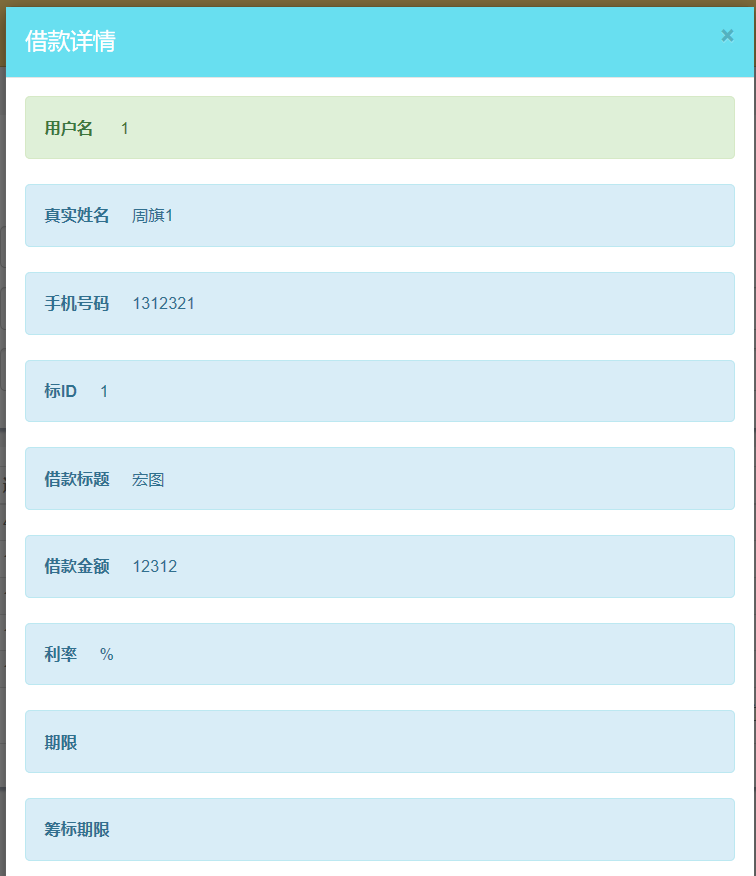 借款详情 ×
用户名 1
真实姓名 周旗1
手机号码 1312321
标ID 1
借款标题 宏图
借款金额 12312
利率 %
期限
筹标期限